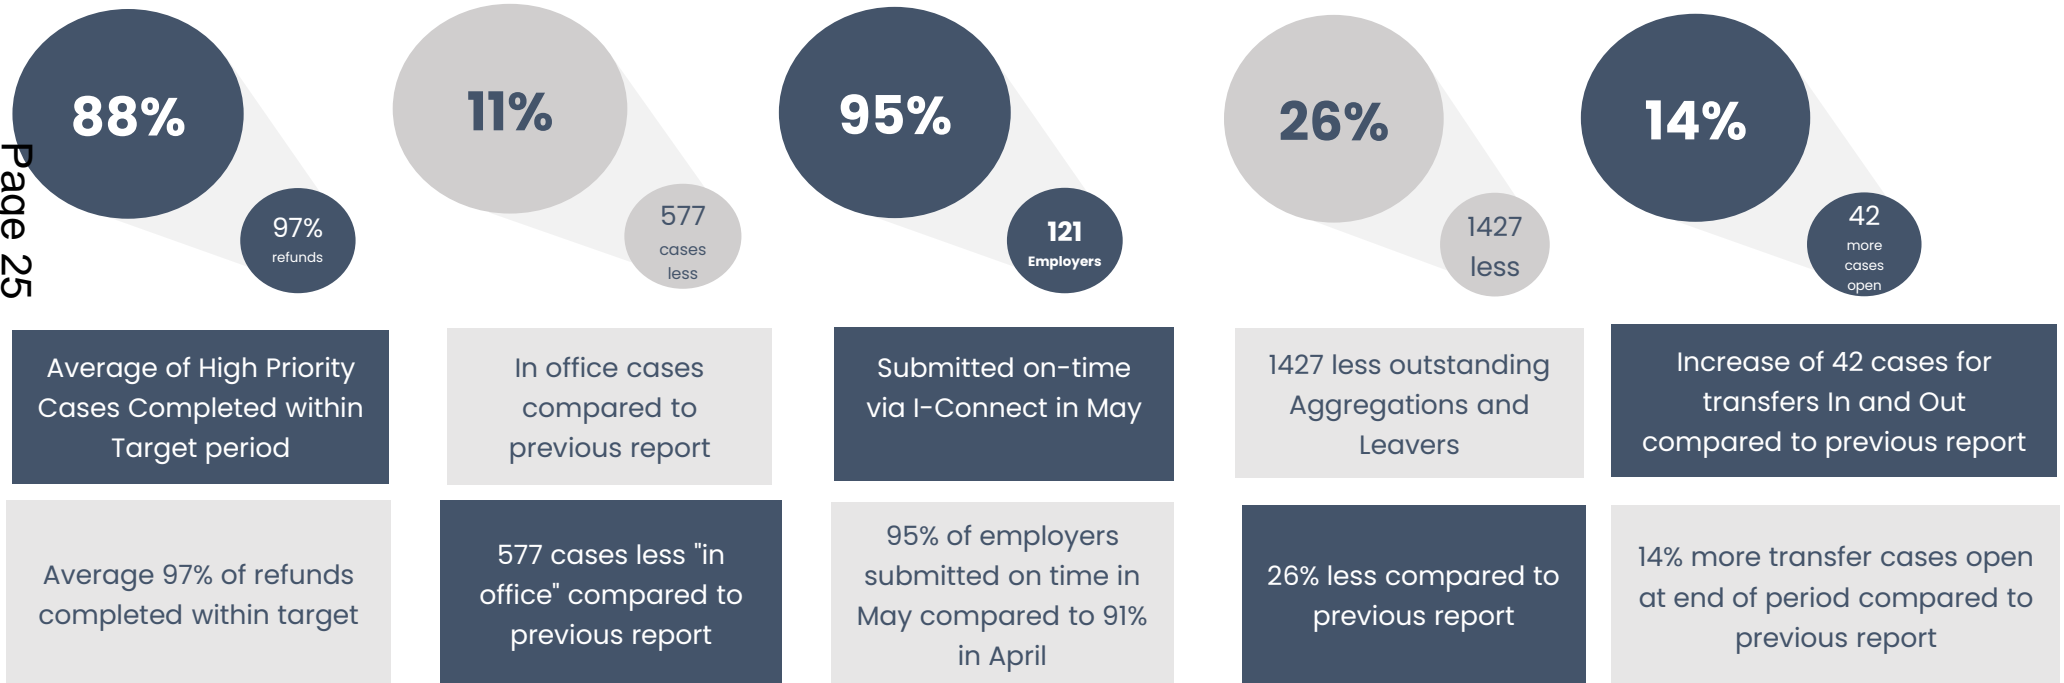 88%
97%
refunds
Average of High Priority
Cases Completed within
Target period
Average 97% of refunds
completed within target
11%
577
cases
less
In office cases
compared to
previous report
577 cases less "in
office" compared to
previous report
95%
121
Employers
Submitted on-time
via I-Connect in May
95% of employers
submitted on time in
May compared to 91%
in April
26%
1427
less
1427 less outstanding
Aggregations and
Leavers
26% less compared to
previous report
14%
42
more
cases
open
Increase of 42 cases for
transfers In and Out
compared to previous report
14% more transfer cases open
at end of period compared to
previous report
Page 25